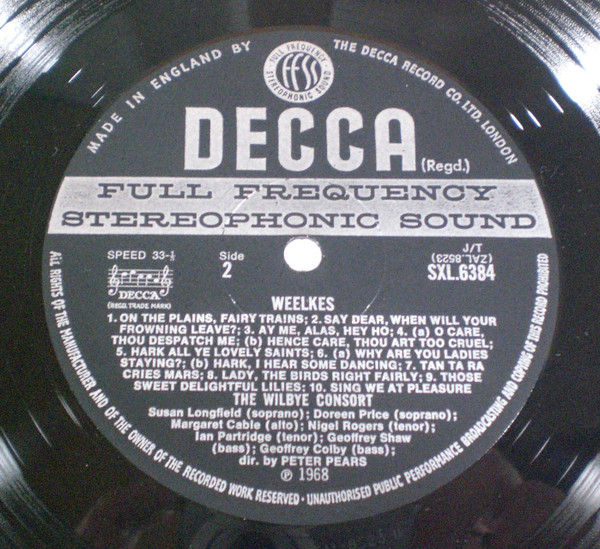 MADE IN ENGLAND BY
THE DECCA RECORD CO. LTD. LONDON
FULL FREQUENCY
ffss
STEREOPHONIC SOUND
DECCA (Regd.)
FULL FREQUENCY
STEREOPHONIC SOUND
SPEED 33-⅓
DECCA
(REGD. TRADE MARK)
Side
2
J/T
(ZAL.8523)
SXL.6384
WEELKES
1. ON THE PLAINS, FAIRY TRAINS; 2. SAY DEAR, WHEN WILL YOUR
FROWNING LEAVE?; 3. AY ME, ALAS, HEY HO; 4. (a) O CARE,
THOU DESPATCH ME; (b) HENCE CARE, THOU ART TOO CRUEL;
5. HARK ALL YE LOVELY SAINTS; 6. (a) WHY ARE YOU LADIES
STAYING?; (b) HARK, I HEAR SOME DANCING; 7. TAN TA RA
CRIES MARS; 8. LADY, THE BIRDS RIGHT FAIRLY; 9. THOSE
SWEET DELIGHTFUL LILIES; 10. SING WE AT PLEASURE
THE WILBYE CONSORT
Susan Longfield (soprano); Doreen Price (soprano);
Margaret Cable (alto); Nigel Rogers (tenor);
Ian Partridge (tenor); Geoffrey Shaw
(bass); Geoffrey Colby (bass);
dir. by PETER PEARS
℗ 1968
ALL RIGHTS OF THE MANUFACTURER AND OF THE OWNER OF THE RECORDED WORK RESERVED · UNAUTHORISED PUBLIC PERFORMANCE BROADCASTING AND COPYING OF THIS RECORD PROHIBITED